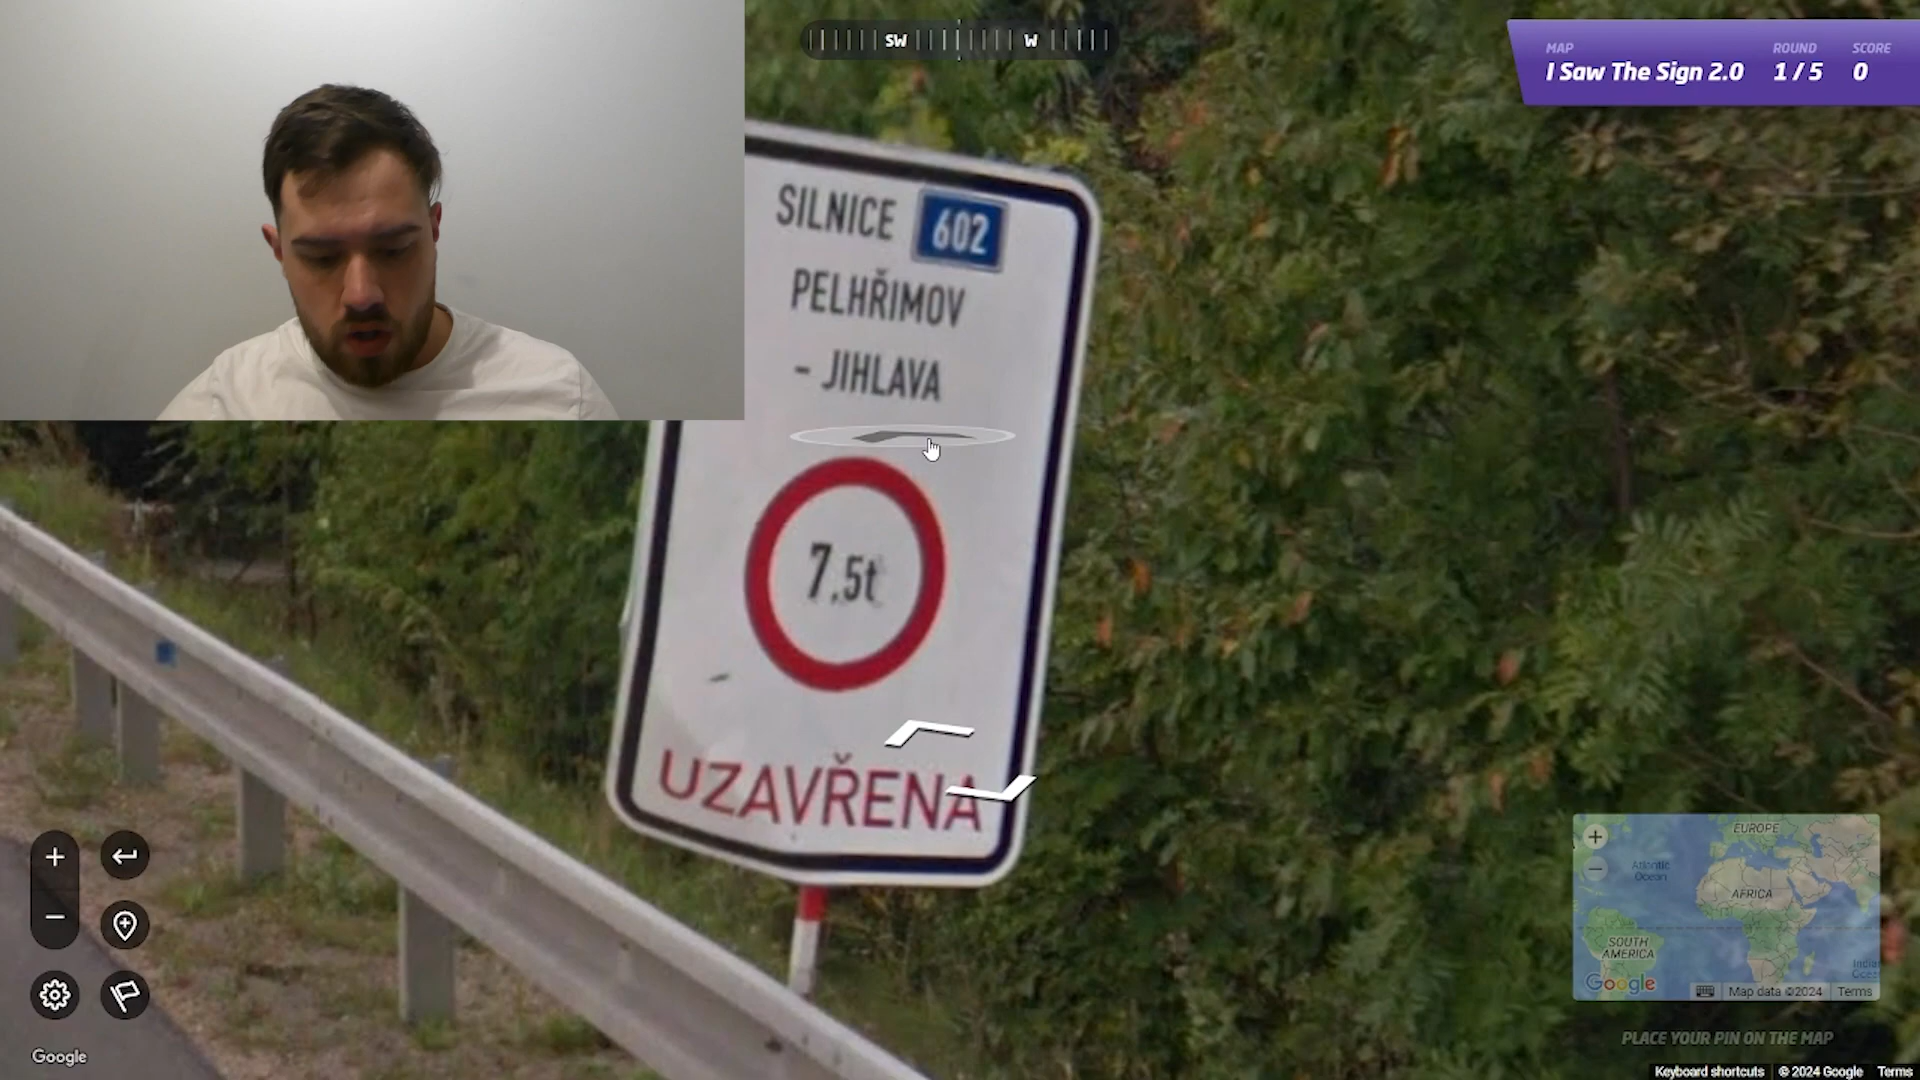 SW W
MAP ROUND SCORE
I Saw The Sign 2.0 1 / 5 0
SILNICE 602
PELHŘIMOV
- JIHLAVA
7,5t
UZAVŘENA
EUROPE
Atlantic
Ocean
AFRICA
SOUTH
AMERICA
Google
Map data ©2024 Terms
PLACE YOUR PIN ON THE MAP
Google
Keyboard shortcuts © 2024 Google Terms